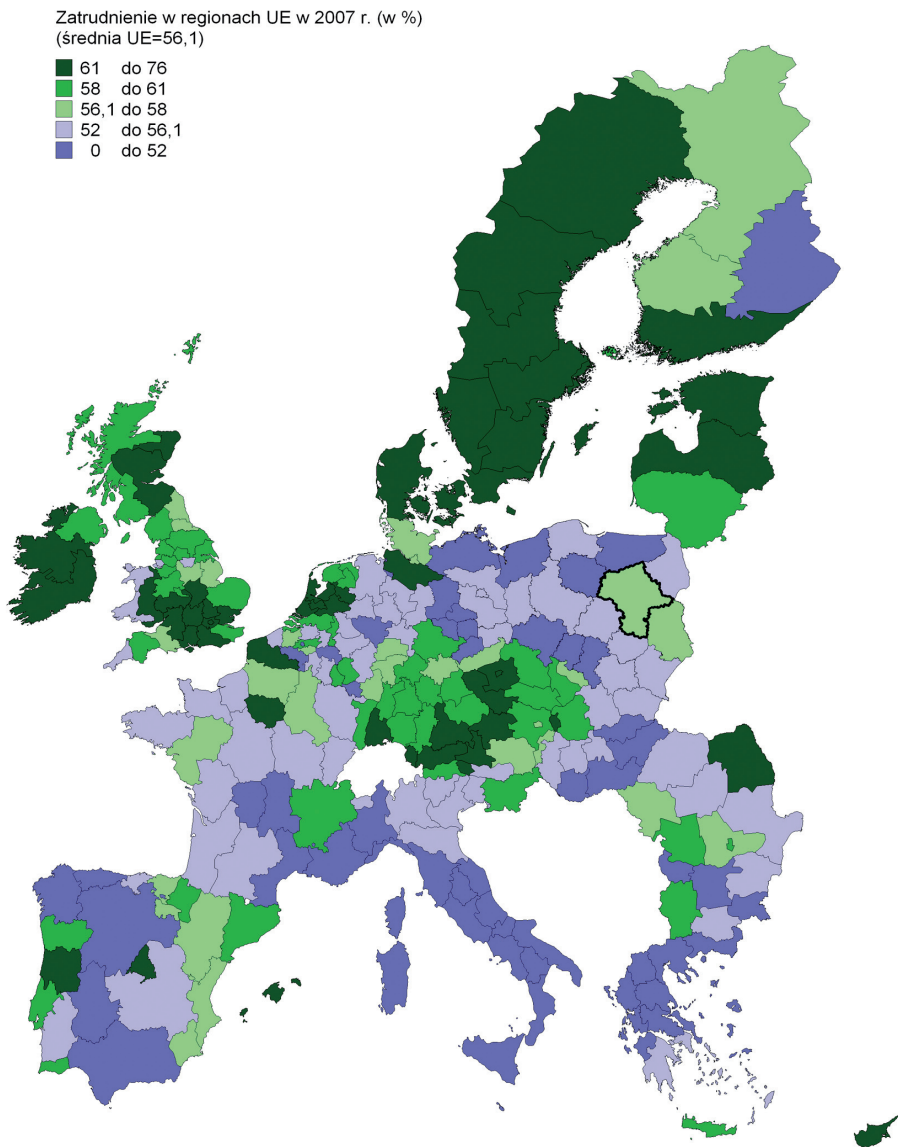 Zatrudnienie w regionach UE w 2007 r. (w %)
(średnia UE=56,1)
61 do 76
58 do 61
56,1 do 58
52 do 56,1
0 do 52